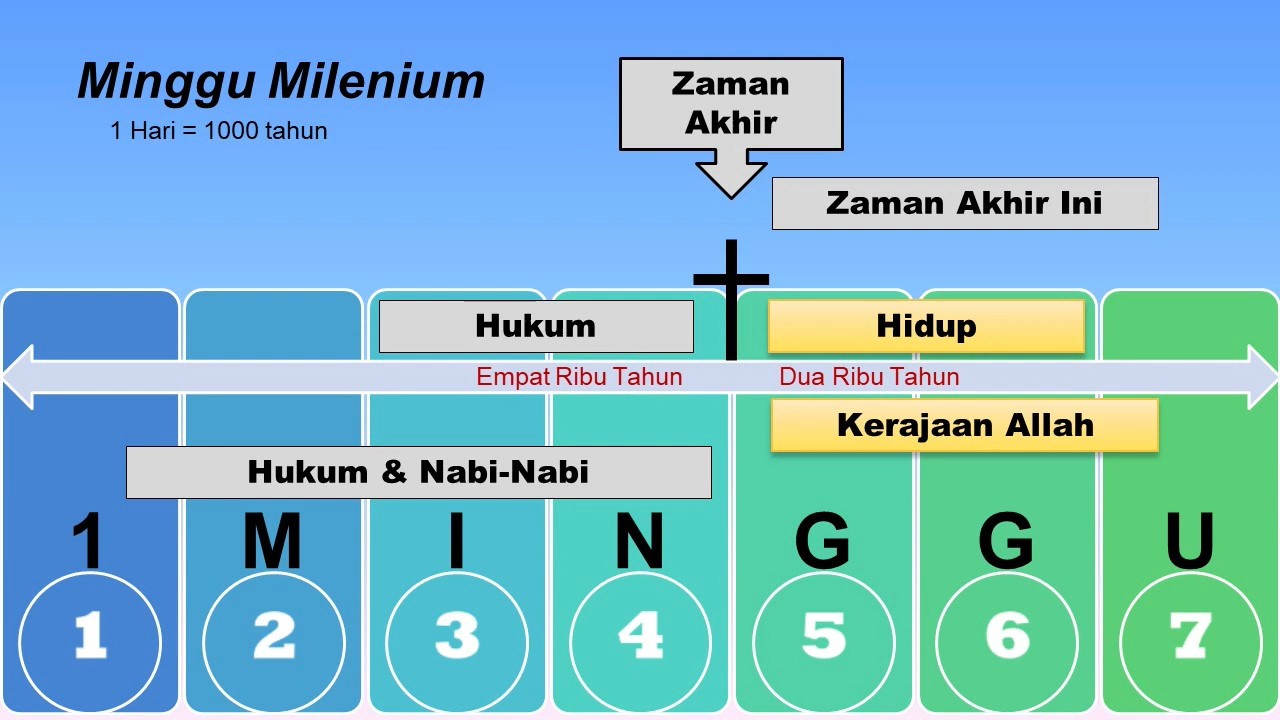 Minggu Milenium
1 Hari = 1000 tahun
Zaman
Akhir
Zaman Akhir Ini
Hukum
Hidup
Empat Ribu Tahun
Dua Ribu Tahun
Kerajaan Allah
Hukum & Nabi-Nabi
1 M I N G G U
1 2 3 4 5 6 7